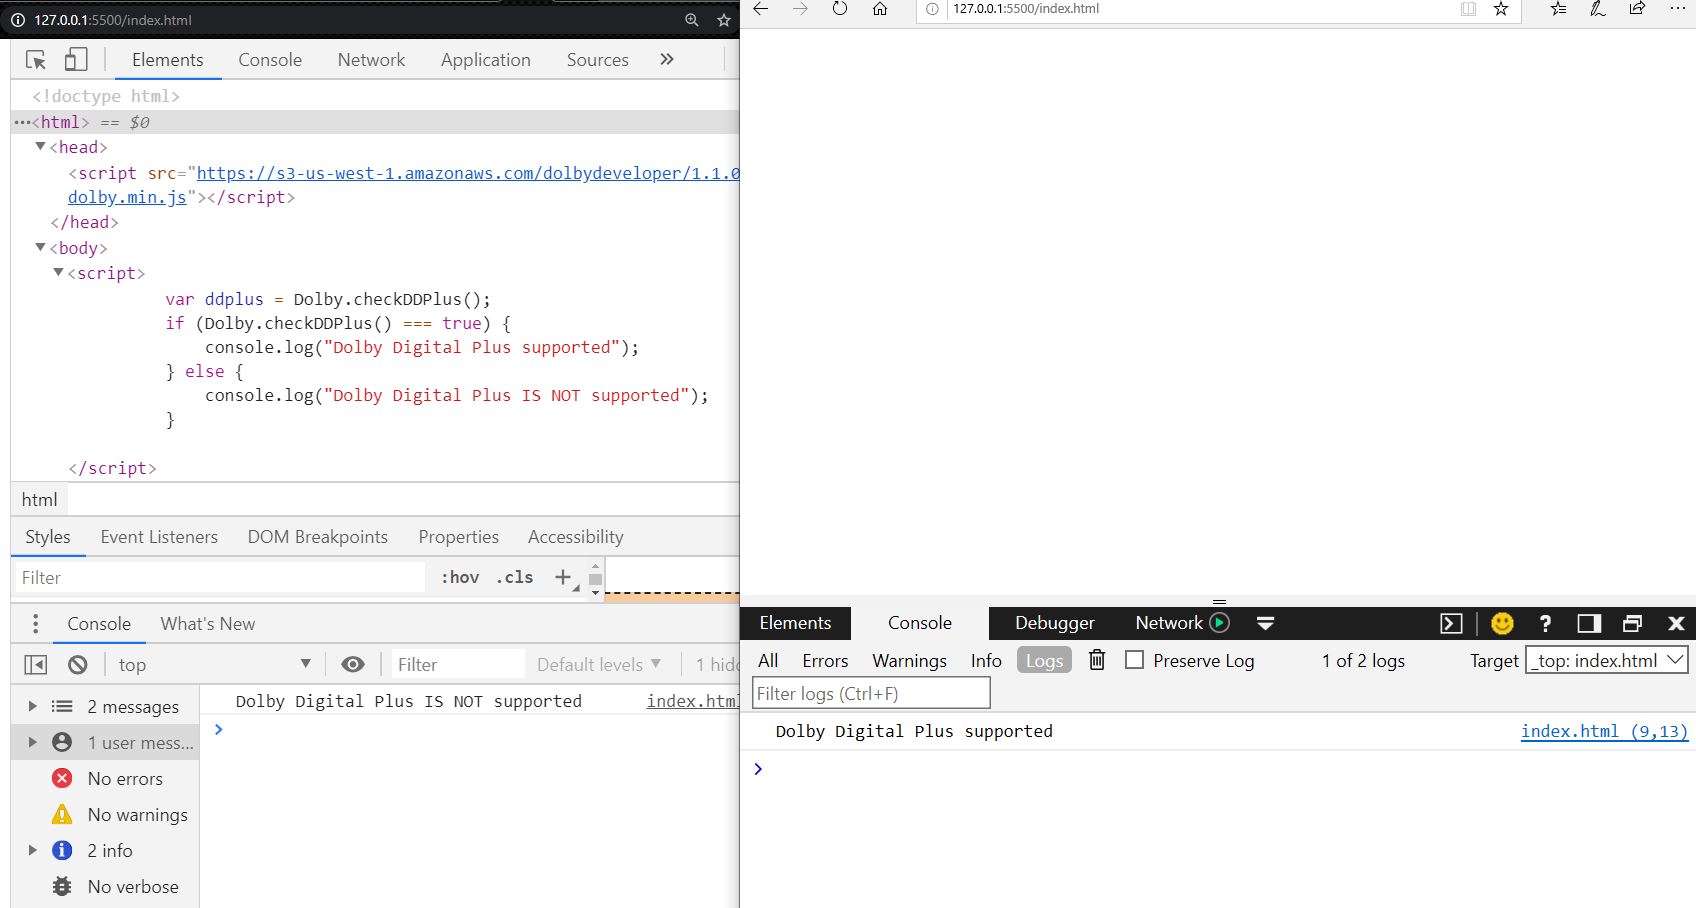 127.0.0.1:5500/index.html
Elements Console Network Application Sources »
<!doctype html>
···<html> == $0
▼<head>
<script src="https://s3-us-west-1.amazonaws.com/dolbydeveloper/1.1.0
dolby.min.js"></script>
</head>
▼<body>
▼<script>
var ddplus = Dolby.checkDDPlus();
if (Dolby.checkDDPlus() === true) {
console.log("Dolby Digital Plus supported");
} else {
console.log("Dolby Digital Plus IS NOT supported");
}
</script>
html
Styles Event Listeners DOM Breakpoints Properties Accessibility
Filter :hov .cls +
Console What's New
top ▼ Filter Default levels ▼ 1 hidd
2 messages
1 user mess...
No errors
No warnings
2 info
No verbose
Dolby Digital Plus IS NOT supported index.html
>
127.0.0.1:5500/index.html
Elements Console Debugger Network ?
All Errors Warnings Info Logs Preserve Log 1 of 2 logs Target _top: index.html
Filter logs (Ctrl+F)
Dolby Digital Plus supported index.html (9,13)
>